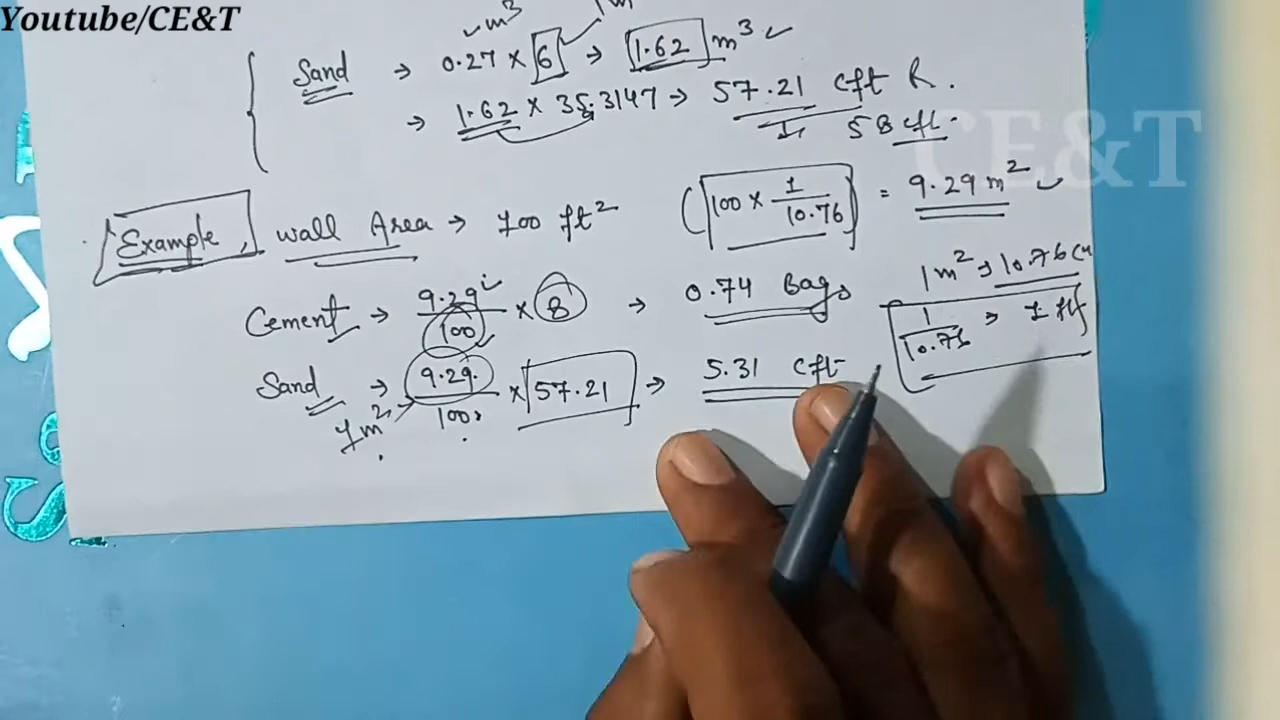 Youtube/CE&T
m³
Sand → 0.27 × 6 → 1.62 m³
→ 1.62 × 35.3147 → 57.21 cft
58 cft.
CE&T
Example, wall Area → 100 ft² (100 × 1/10.76) = 9.29 m²
1m² → 10.76
Cement → 9.29/100 × 8 → 0.74 Bags
1/10.76 → 1 ft
Sand → 9.29/100 × 57.21 → 5.31 cft
1m²